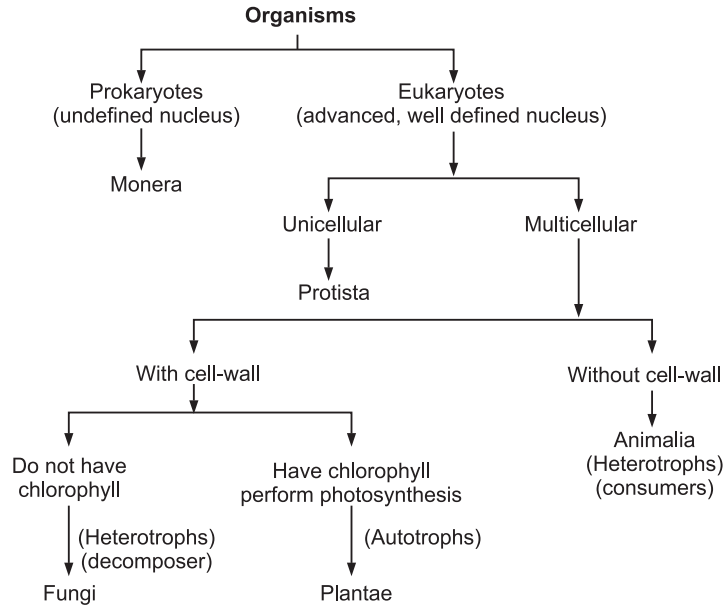 Organisms
Prokaryotes
(undefined nucleus)
Eukaryotes
(advanced, well defined nucleus)
Monera
Unicellular
Multicellular
Protista
With cell-wall
Without cell-wall
Do not have
chlorophyll
Have chlorophyll
perform photosynthesis
Animalia
(Heterotrophs)
(consumers)
(Heterotrophs)
(decomposer)
(Autotrophs)
Fungi
Plantae